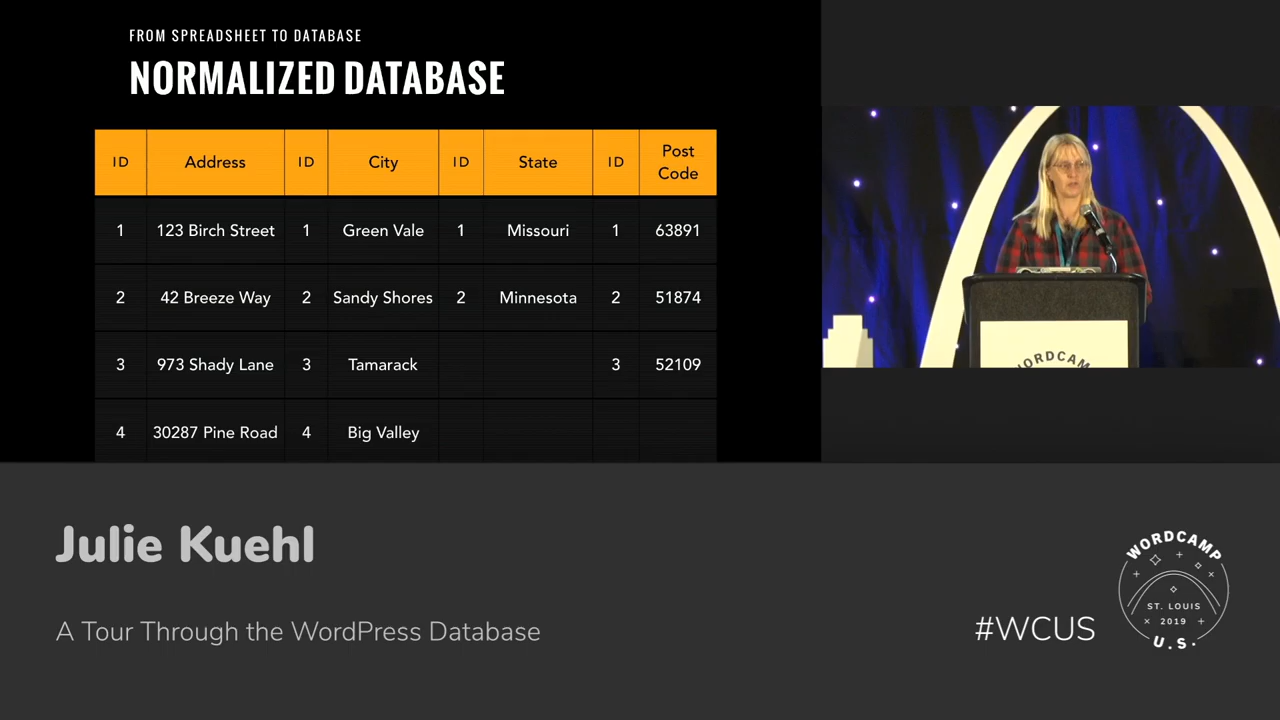 FROM SPREADSHEET TO DATABASE
NORMALIZED DATABASE
ID Address ID City ID State ID Post Code
1 123 Birch Street 1 Green Vale 1 Missouri 1 63891
2 42 Breeze Way 2 Sandy Shores 2 Minnesota 2 51874
3 973 Shady Lane 3 Tamarack 3 52109
4 30287 Pine Road 4 Big Valley
WORDCAMP
Julie Kuehl
A Tour Through the WordPress Database
#WCUS
WORDCAMP
ST. LOUIS
2019
U.S.